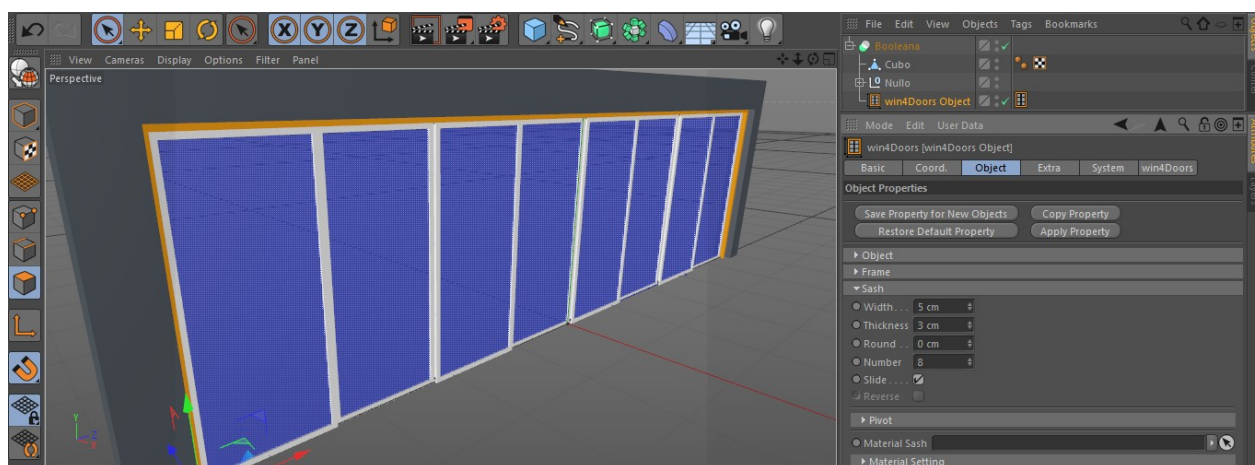 File Edit View Objects Tags Bookmarks
Booleana
Cubo
Nullo
win4Doors Object
View Cameras Display Options Filter Panel
Perspective
Y
Z
X
X Y Z
Mode Edit User Data
win4Doors [win4Doors Object]
Basic Coord. Object Extra System win4Doors
Object Properties
Save Property for New Objects Copy Property
Restore Default Property Apply Property
Object
Frame
Sash
Width . . . 5 cm
Thickness 3 cm
Round . . 0 cm
Number 8
Slide . . . .
Reverse
Pivot
Material Sash
Material Setting